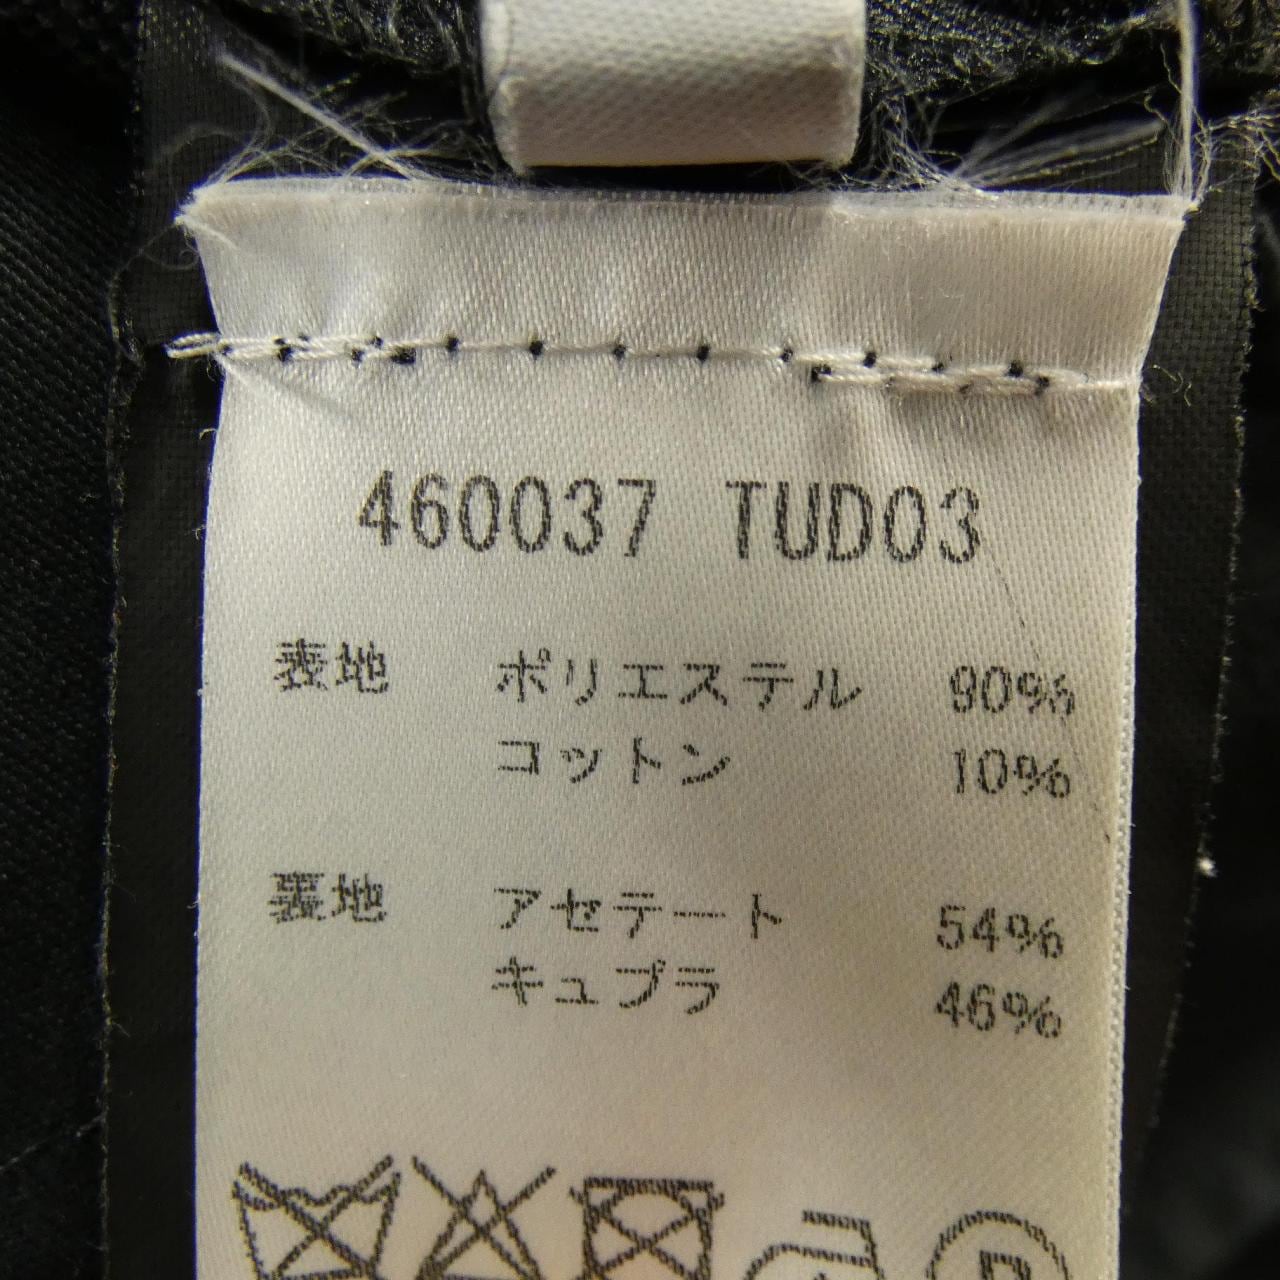 460037 TUD03
表地 ポリエステル 90%
コットン 10%
裏地 アセテート 54%
キュプラ 46%
P